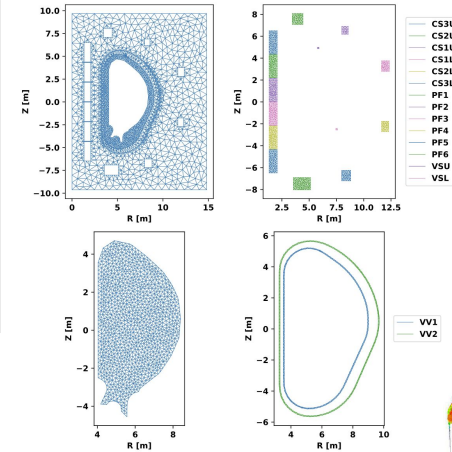 10.0
7.5
5.0
2.5
0.0
−2.5
−5.0
−7.5
−10.0
Z [m]
0 5 10 15
R [m]
8
6
4
2
0
−2
−4
−6
−8
Z [m]
2.5 5.0 7.5 10.0 12.5
R [m]
CS3U
CS2U
CS1U
CS1L
CS2L
CS3L
PF1
PF2
PF3
PF4
PF5
PF6
VSU
VSL
4
2
0
−2
−4
Z [m]
4 6 8
R [m]
6
4
2
0
−2
−4
−6
Z [m]
4 6 8 10
R [m]
VV1
VV2